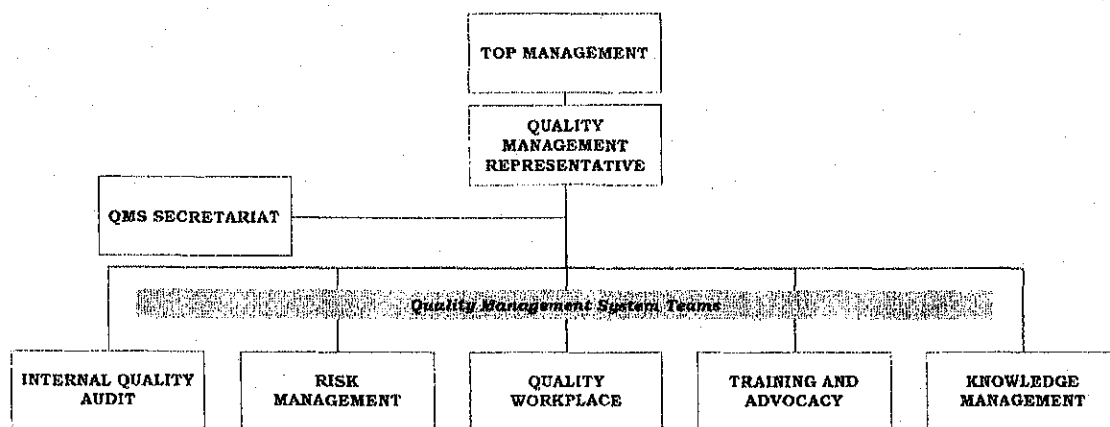 TOP MANAGEMENT
QUALITY
MANAGEMENT
REPRESENTATIVE
QMS SECRETARIAT
Quality Management System Teams
INTERNAL QUALITY
AUDIT
RISK
MANAGEMENT
QUALITY
WORKPLACE
TRAINING AND
ADVOCACY
KNOWLEDGE
MANAGEMENT